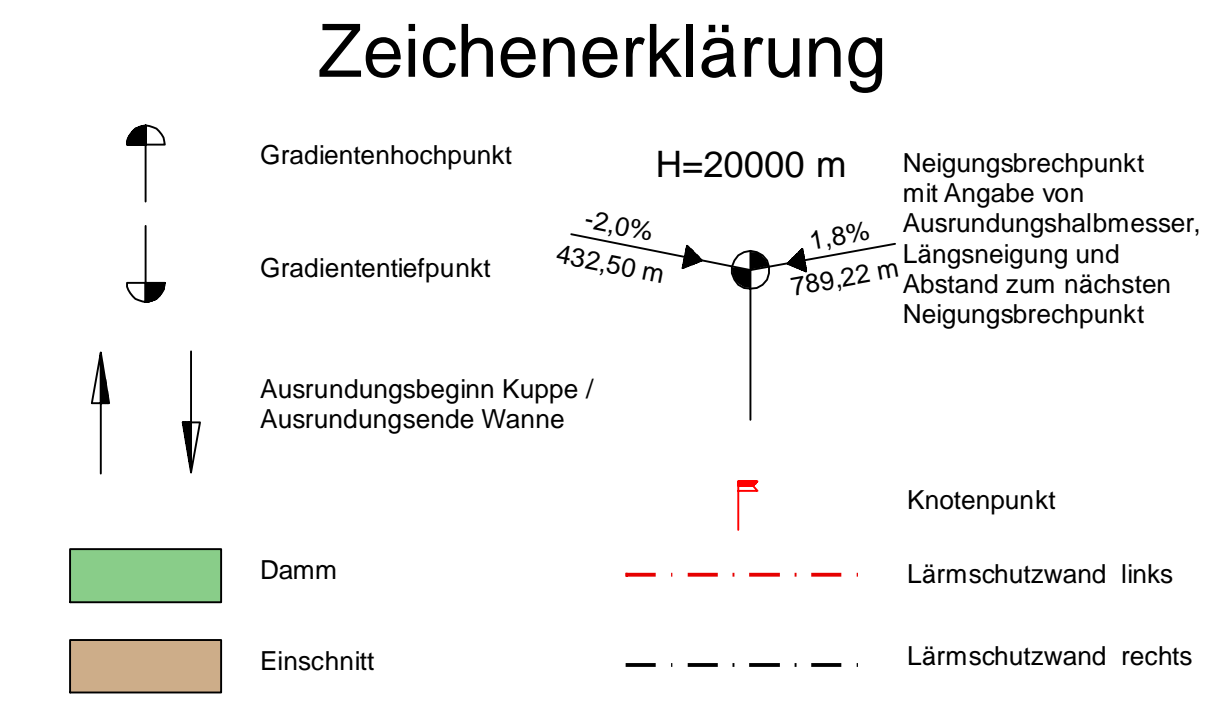 Zeichenerklärung
Gradientenhochpunkt
Gradiententiefpunkt
Ausrundungsbeginn Kuppe /
Ausrundungsende Wanne
Damm
Einschnitt
H=20000 m
-2,0%
432,50 m
1,8%
789,22 m
Neigungsbrechpunkt
mit Angabe von
Ausrundungshalbmesser,
Längsneigung und
Abstand zum nächsten
Neigungsbrechpunkt
Knotenpunkt
Lärmschutzwand links
Lärmschutzwand rechts